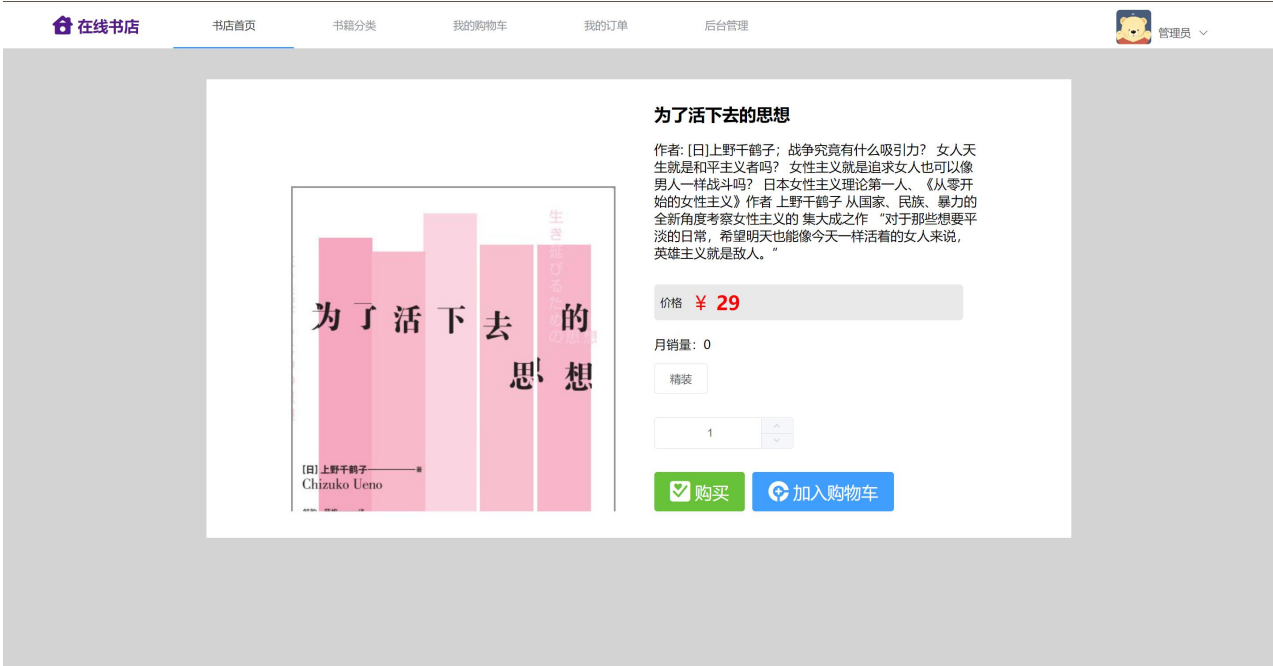 在线书店
书店首页
书籍分类
我的购物车
我的订单
后台管理
管理员
为了活下去的思想
作者: [日]上野千鹤子；战争究竟有什么吸引力？ 女人天
生就是和平主义者吗？ 女性主义就是追求女人也可以像
男人一样战斗吗？ 日本女性主义理论第一人、《从零开
始的女性主义》作者 上野千鹤子 从国家、民族、暴力的
全新角度考察女性主义的 集大成之作 “对于那些想要平
淡的日常，希望明天也能像今天一样活着的女人来说，
英雄主义就是敌人。”
价格 ￥ 29
月销量：0
精装
1
购买
加入购物车
生き延びるための思想
为了活下去的
思想
[日] 上野千鹤子 著
Chizuko Ueno